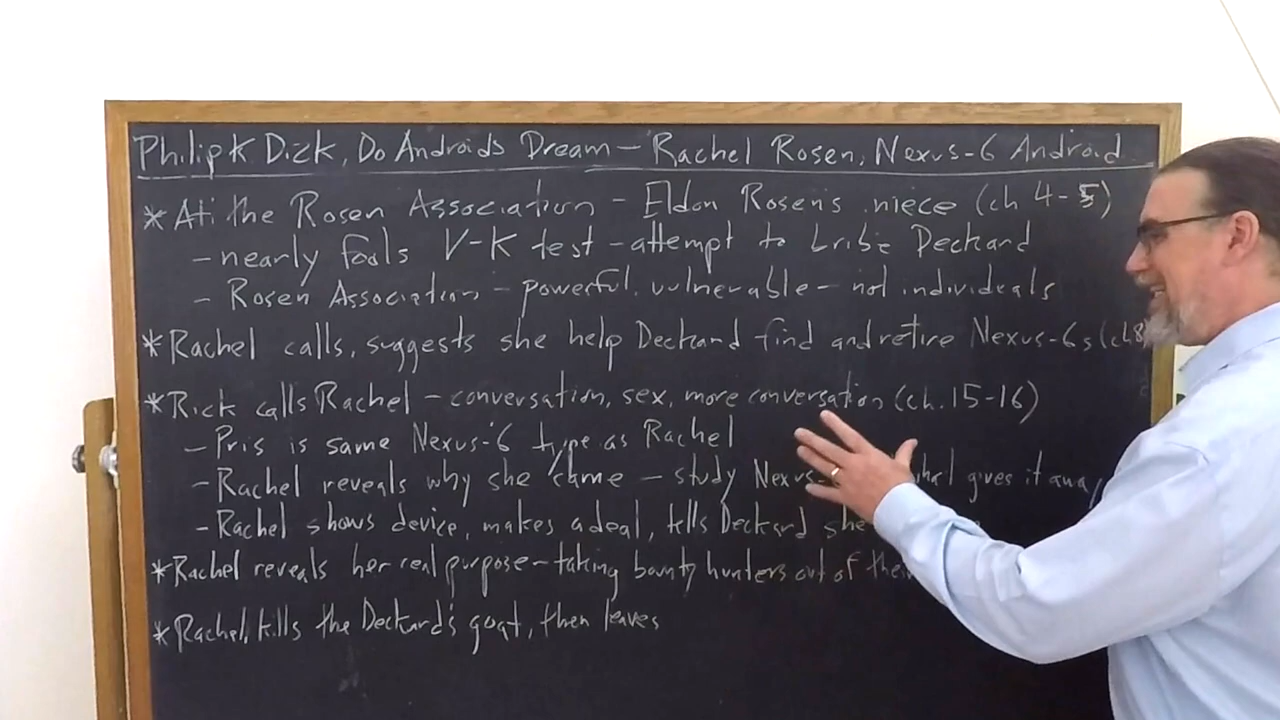 Philip K Dick, Do Androids Dream - Rachel Rosen, Nexus-6 Android
* At the Rosen Association - Eldon Rosen's niece (ch 4-5)
- nearly fools V-K test - attempt to bribe Deckard
- Rosen Association - powerful, vulnerable - not individuals
* Rachel calls, suggests she help Deckard find and retire Nexus-6s (ch8)
* Rick calls Rachel - conversation, sex, more conversation (ch. 15-16)
- Pris is same Nexus-6 type as Rachel
- Rachel reveals why she came - study gives it away
- Rachel shows device, makes a deal, tells Deckard she
* Rachel reveals her real purpose - taking bounty hunters out of
* Rachel, kills the Deckard's goat, then leaves